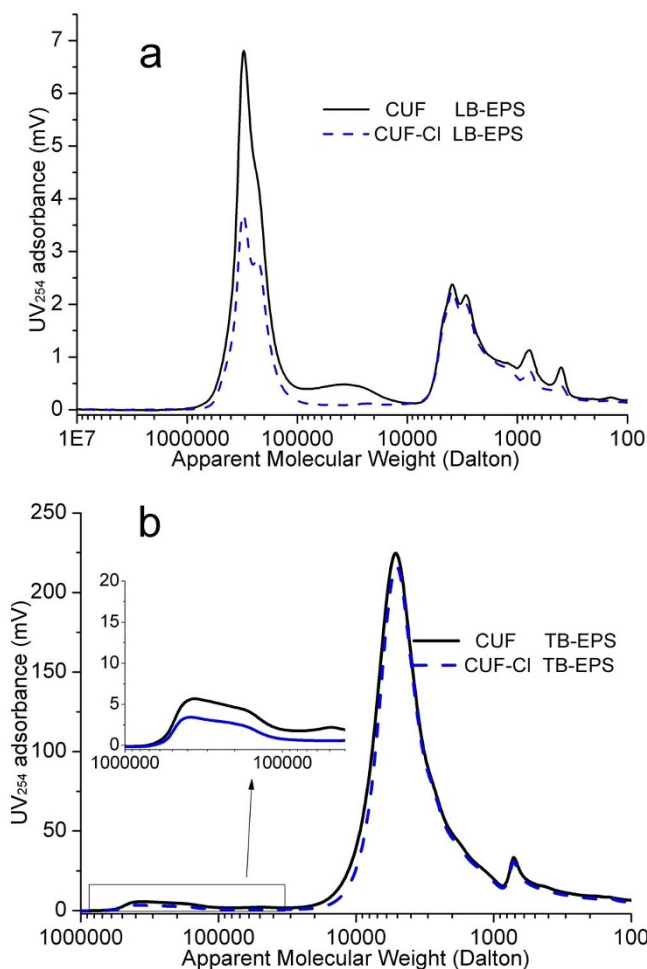 a
7
6
5
4
3
2
1
0
UV254 adsorbance (mV)
CUF LB-EPS
CUF-Cl LB-EPS
1E7 1000000 1000000 100000 10000 1000 100
Apparent Molecular Weight (Dalton)
b
250
200
150
100
50
0
UV254 adsorbance (mV)
20
15
10
5
0
1000000 1000000
CUF TB-EPS
CUF-Cl TB-EPS
1000000 100000 10000 1000 100
Apparent Molecular Weight (Dalton)